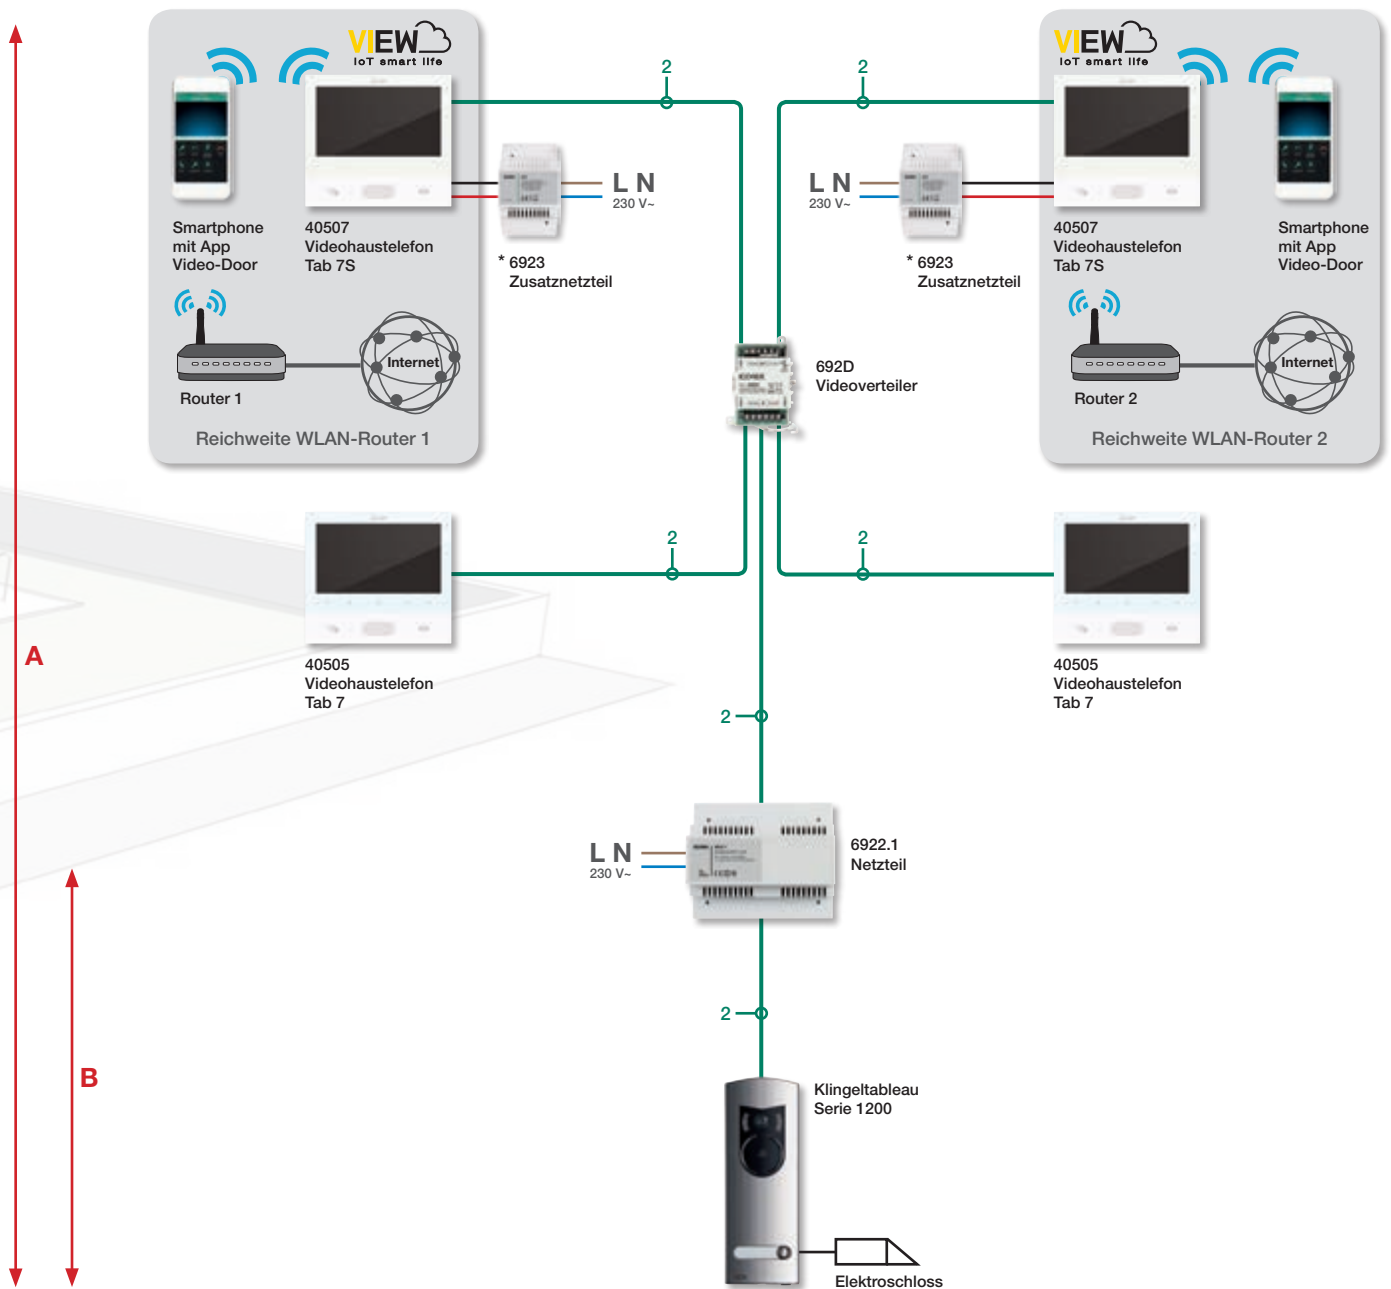 VIEW
IoT smart life
Smartphone
mit App
Video-Door
40507
Videohaustelefon
Tab 7S
* 6923
Zusatznetzteil
L N
230 V~
2
Router 1
Internet
Reichweite WLAN-Router 1
2
VIEW
IoT smart life
L N
230 V~
* 6923
Zusatznetzteil
40507
Videohaustelefon
Tab 7S
Smartphone
mit App
Video-Door
Router 2
Internet
Reichweite WLAN-Router 2
692D
Videoverteiler
2
2
40505
Videohaustelefon
Tab 7
40505
Videohaustelefon
Tab 7
A
2
L N
230 V~
6922.1
Netzteil
2
B
Klingeltableau
Serie 1200
Elektroschloss